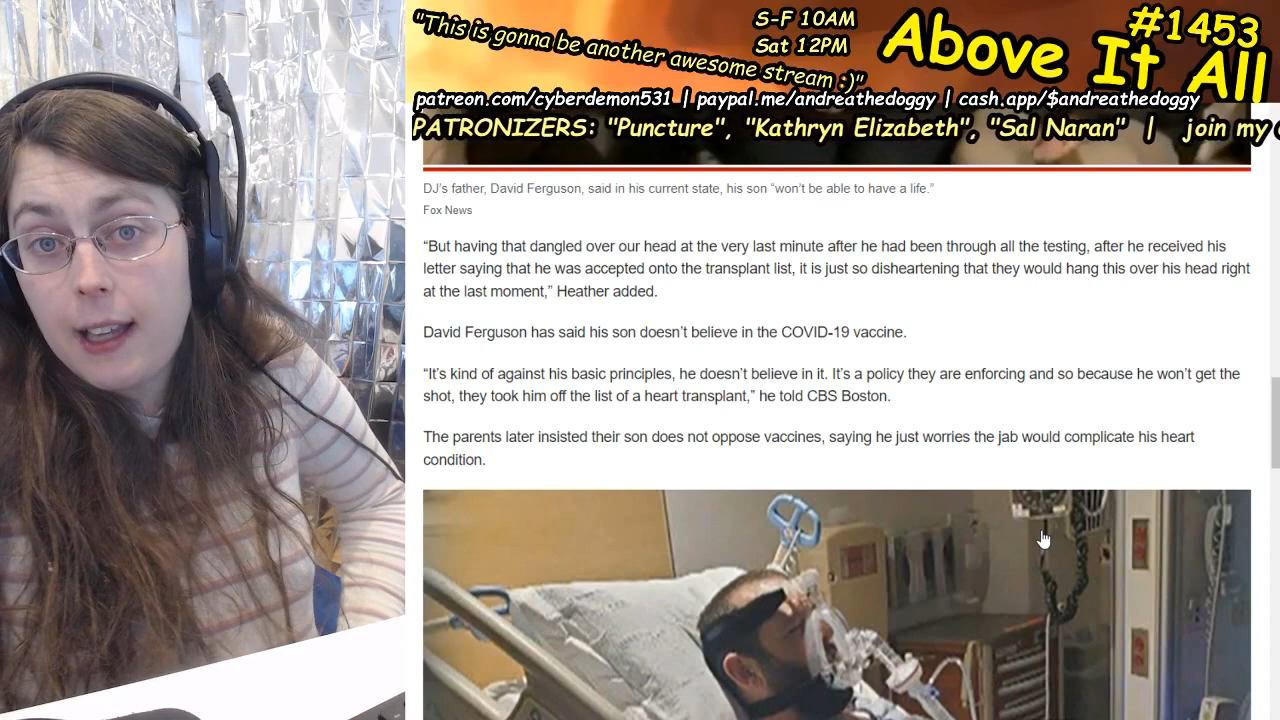 "This is gonna be another awesome stream :)"
S-F 10AM
Sat 12PM
Above It All
#1453
patreon.com/cyberdemon531 | paypal.me/andreathedoggy | cash.app/$andreathedoggy
PATRONIZERS: "Puncture", "Kathryn Elizabeth", "Sal Naran" | join my
DJ's father, David Ferguson, said in his current state, his son “won’t be able to have a life.”
Fox News
“But having that dangled over our head at the very last minute after he had been through all the testing, after he received his
letter saying that he was accepted onto the transplant list, it is just so disheartening that they would hang this over his head right
at the last moment,” Heather added.
David Ferguson has said his son doesn’t believe in the COVID-19 vaccine.
“It’s kind of against his basic principles, he doesn’t believe in it. It’s a policy they are enforcing and so because he won’t get the
shot, they took him off the list of a heart transplant,” he told CBS Boston.
The parents later insisted their son does not oppose vaccines, saying he just worries the jab would complicate his heart
condition.